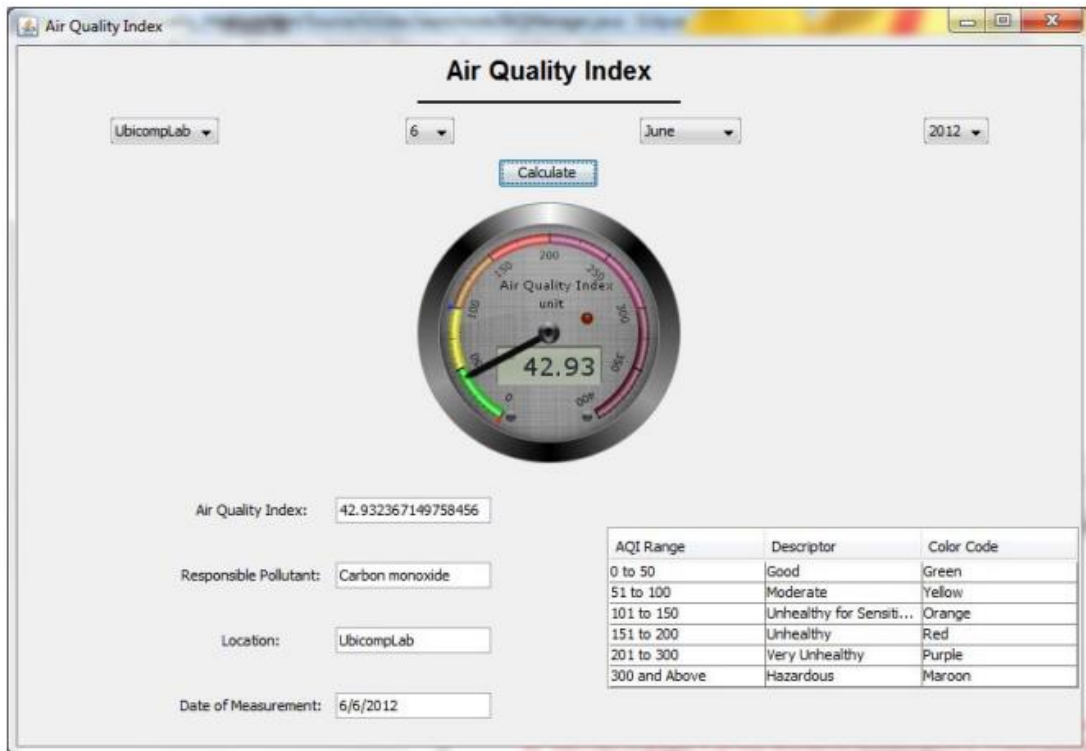 Air Quality Index
Air Quality Index
UbicompLab
6
June
2012
Calculate
0
50
100
150
200
250
300
350
400
Air Quality Index
unit
42.93
Air Quality Index: 42.932367149758456
Responsible Pollutant: Carbon monoxide
Location: UbicompLab
Date of Measurement: 6/6/2012
AQI Range Descriptor Color Code
0 to 50 Good Green
51 to 100 Moderate Yellow
101 to 150 Unhealthy for Sensiti... Orange
151 to 200 Unhealthy Red
201 to 300 Very Unhealthy Purple
300 and Above Hazardous Maroon